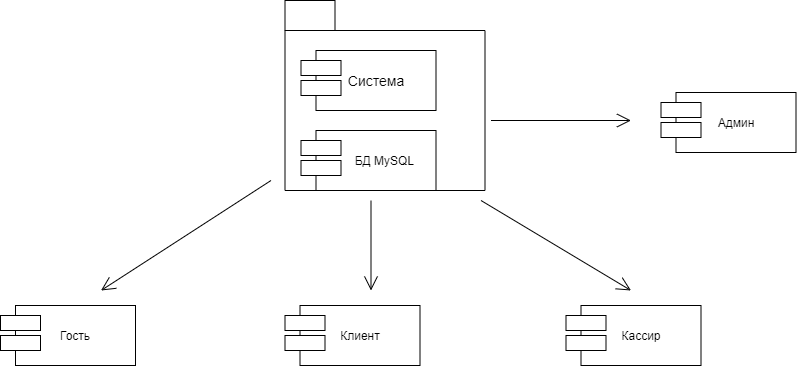 Система
Админ
БД MySQL
Гость
Клиент
Кассир